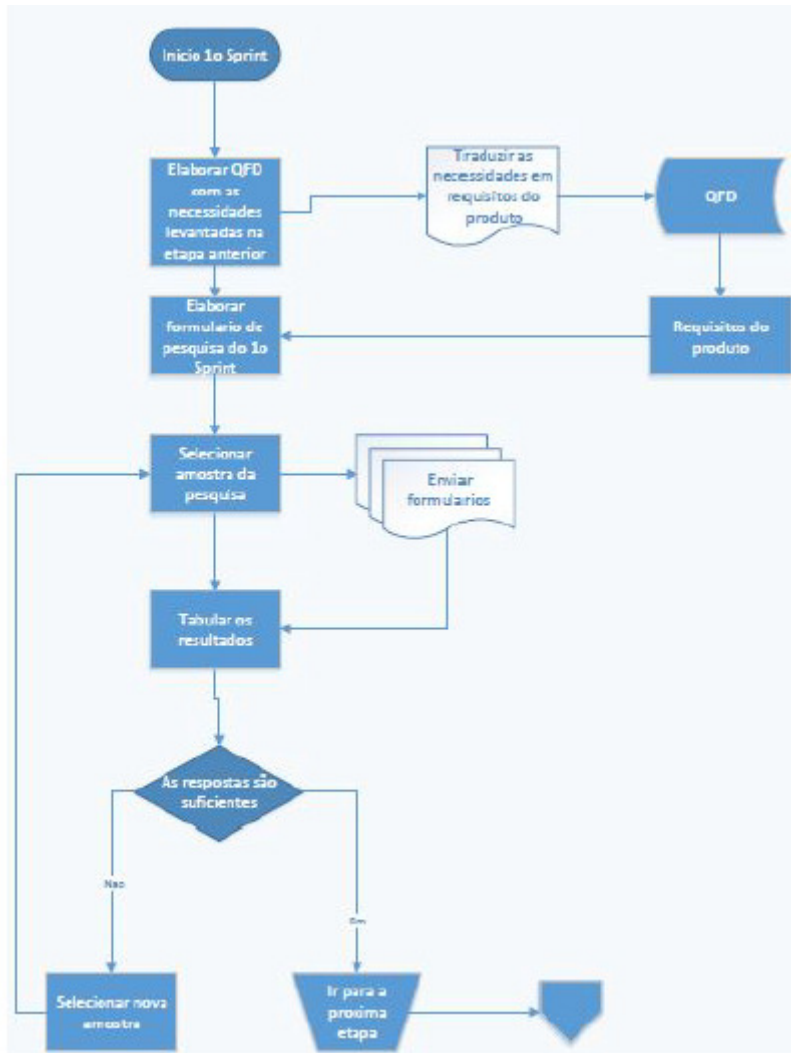 Inicio 1o Sprint
Elaborar QFD
com as
necessidades
levantadas na
etapa anterior
Tiraduzir as
necessidades em
requisitos do
produto
QFD
Elaborar
formulario de
pesquisa do 1o
Sprint
Requisitos do
produto
Selecionar
amostra da
pesquisa
Enviar
formularios
Tabular os
resultados
As respostas são
suficientes
Nao
Selecionar nova
amostra
Ir para a
proxima
etapa